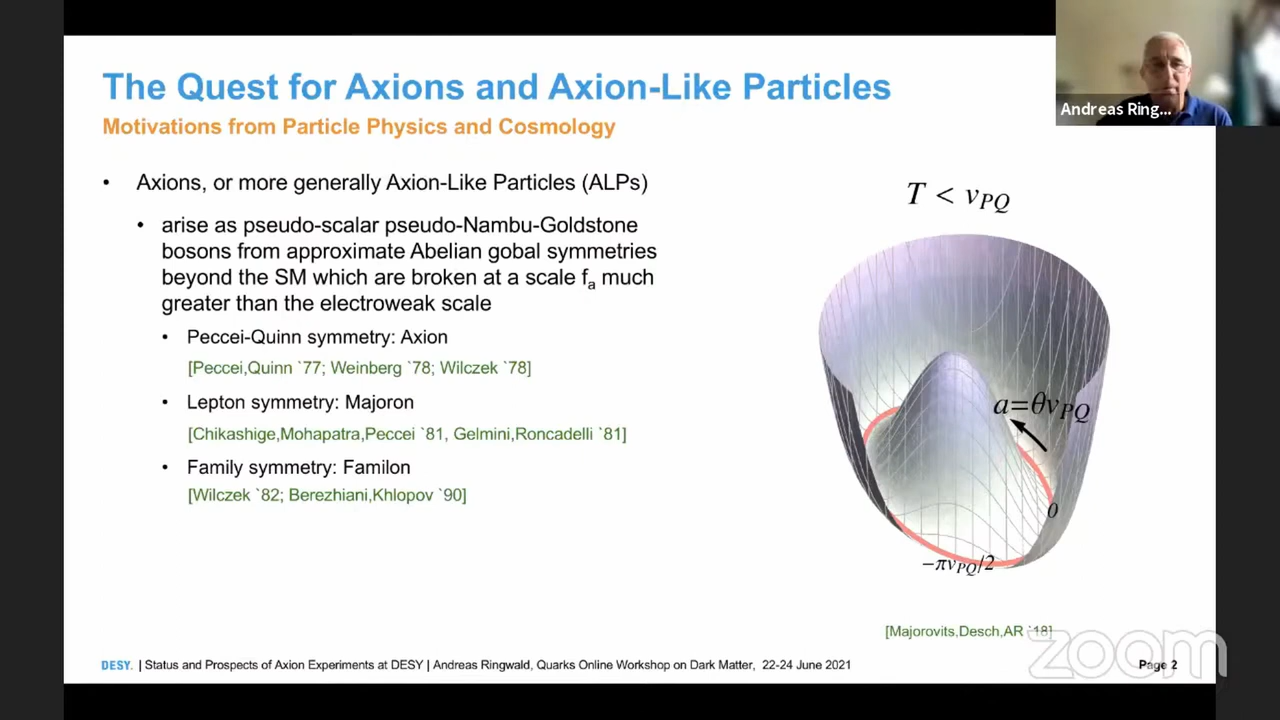 The Quest for Axions and Axion-Like Particles
Motivations from Particle Physics and Cosmology
Andreas Ring...
• Axions, or more generally Axion-Like Particles (ALPs)
• arise as pseudo-scalar pseudo-Nambu-Goldstone
bosons from approximate Abelian gobal symmetries
beyond the SM which are broken at a scale fa much
greater than the electroweak scale
• Peccei-Quinn symmetry: Axion
[Peccei,Quinn `77; Weinberg `78; Wilczek `78]
• Lepton symmetry: Majoron
[Chikashige,Mohapatra,Peccei `81, Gelmini,Roncadelli `81]
• Family symmetry: Familon
[Wilczek `82; Berezhiani,Khlopov `90]
T < vPQ
a=θvPQ
0
−πvPQ/2
[Majorovits,Desch,AR `18]
zoom
DESY. | Status and Prospects of Axion Experiments at DESY | Andreas Ringwald, Quarks Online Workshop on Dark Matter, 22-24 June 2021
Page 2